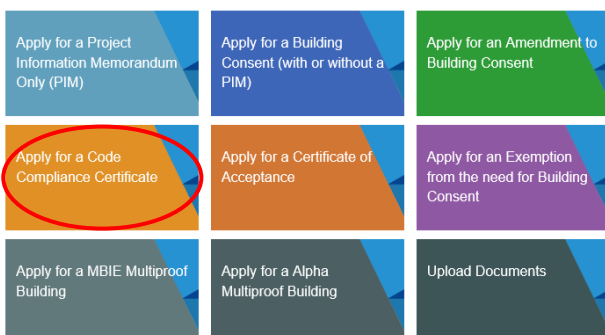 Apply for a Project
Information Memorandum
Only (PIM)
Apply for a Building
Consent (with or without a
PIM)
Apply for an Amendment to
Building Consent
Apply for a Code
Compliance Certificate
Apply for a Certificate of
Acceptance
Apply for an Exemption
from the need for Building
Consent
Apply for a MBIE Multiproof
Building
Apply for a Alpha
Multiproof Building
Upload Documents